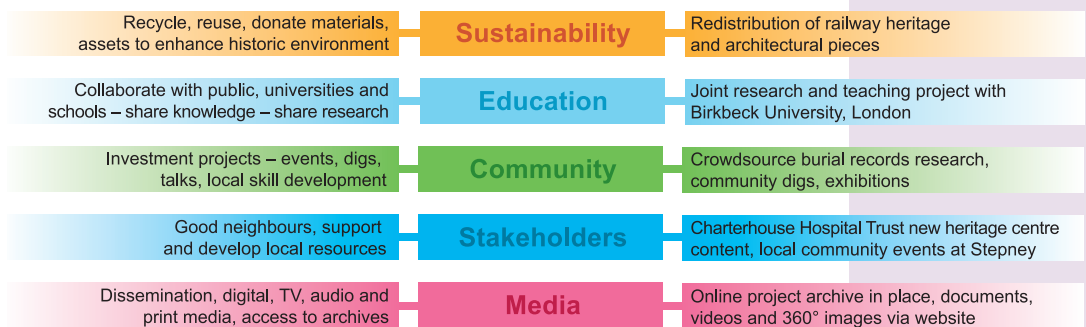 Recycle, reuse, donate materials,
assets to enhance historic environment
Sustainability
Redistribution of railway heritage
and architectural pieces
Collaborate with public, universities and
schools – share knowledge – share research
Education
Joint research and teaching project with
Birkbeck University, London
Investment projects – events, digs,
talks, local skill development
Community
Crowdsource burial records research,
community digs, exhibitions
Good neighbours, support
and develop local resources
Stakeholders
Charterhouse Hospital Trust new heritage centre
content, local community events at Stepney
Dissemination, digital, TV, audio and
print media, access to archives
Media
Online project archive in place, documents,
videos and 360° images via website